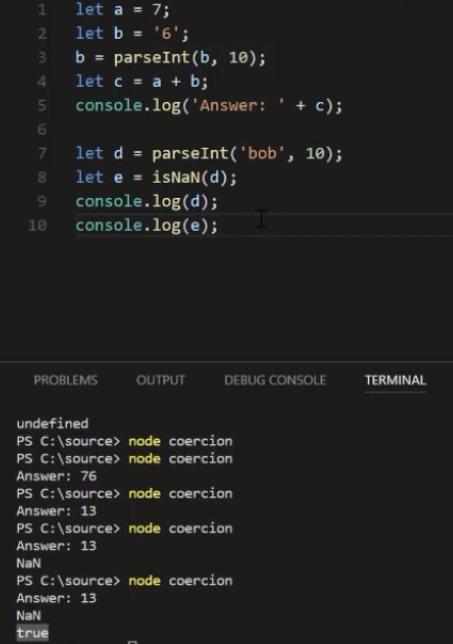 1 let a = 7;
2 let b = '6';
3 b = parseInt(b, 10);
4 let c = a + b;
5 console.log('Answer: ' + c);
6
7 let d = parseInt('bob', 10);
8 let e = isNaN(d);
9 console.log(d);
10 console.log(e);
PROBLEMS OUTPUT DEBUG CONSOLE TERMINAL
undefined
PS C:\source> node coercion
PS C:\source> node coercion
Answer: 76
PS C:\source> node coercion
Answer: 13
PS C:\source> node coercion
Answer: 13
NaN
PS C:\source> node coercion
Answer: 13
NaN
true